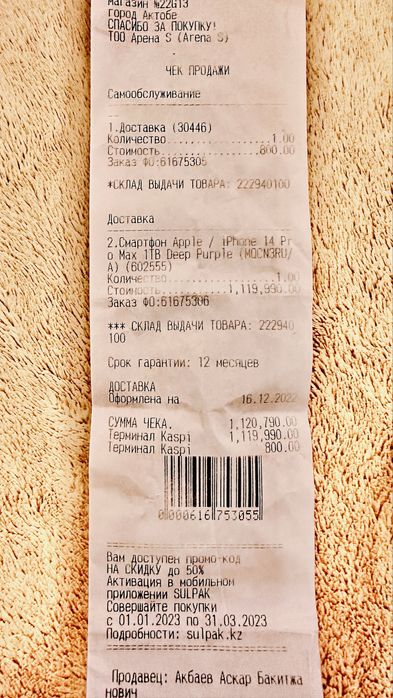 Магазин №22G13
город Актобе
СПАСИБО ЗА ПОКУПКУ!
ТОО Арена S (Arena S)
ЧЕК ПРОДАЖИ
Самообслуживание
1.Доставка (30446)
Количество..................1.00
Стоимость.................800.00
Заказ ФО:61675305
*СКЛАД ВЫДАЧИ ТОВАРА: 222940100
Доставка
2.Смартфон Apple / iPhone 14 Pr
o Max 1TB Deep Purple (MQCN3RU/
A) (602555)
Количество..................1.00
Стоимость...........1,119,990.00
Заказ ФО:61675306
*** СКЛАД ВЫДАЧИ ТОВАРА: 222940
100
Срок гарантии: 12 месяцев
ДОСТАВКА
Оформлена на 16.12.2022
СУММА ЧЕКА. 1,120,790.00
Терминал Kaspi 1,119,990.00
Терминал Kaspi 800.00
0000616753055
Вам доступен промо-код
НА СКИДКУ до 50%
Активация в мобильном
приложении SULPAK
Совершайте покупки
с 01.01.2023 по 31.03.2023
Подробности: sulpak.kz
Продавец: Акбаев Аскар Бакитжа
нович